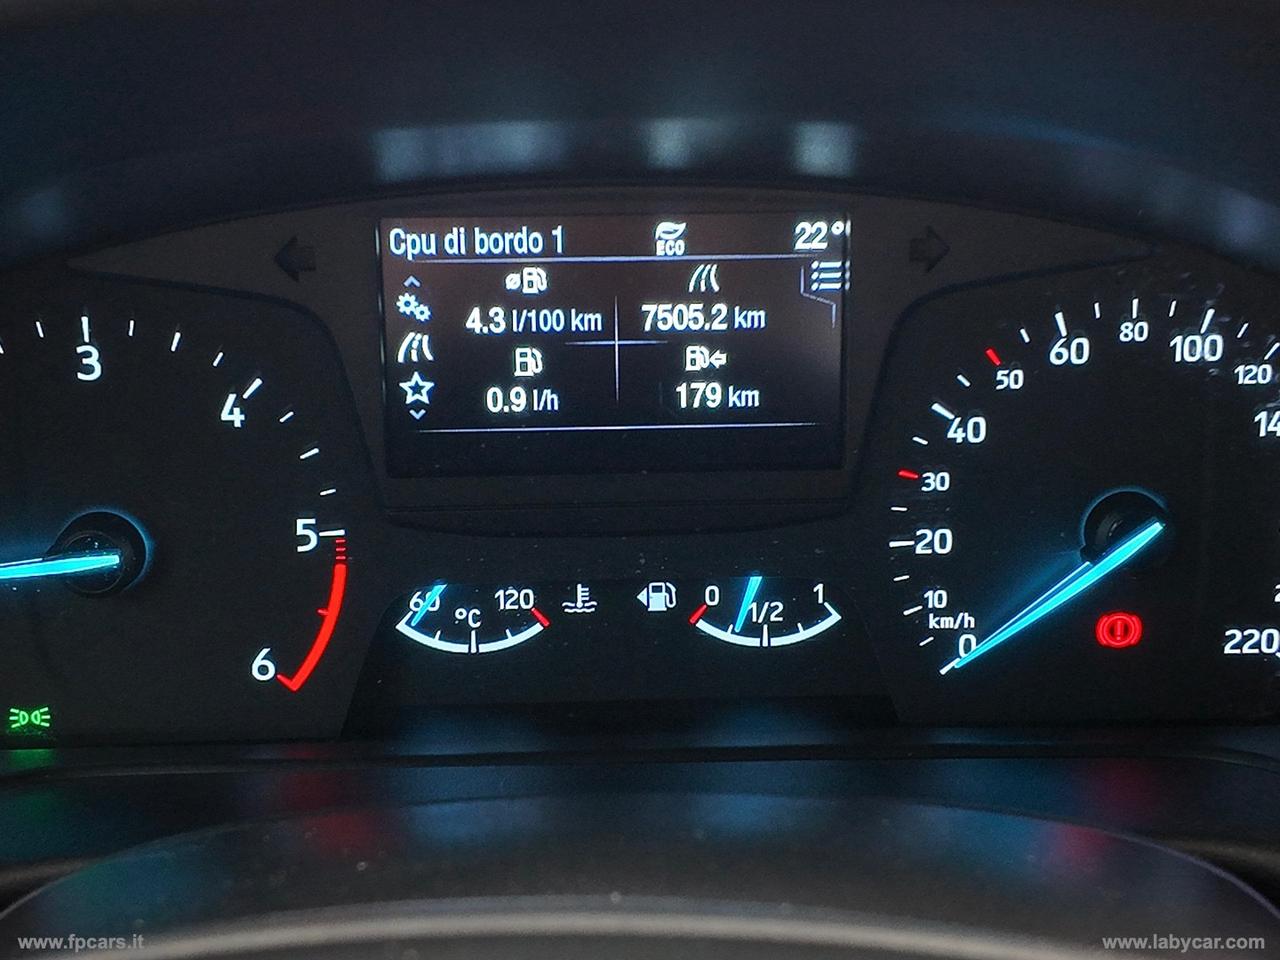 Cpu di bordo 1 ECO 22°
4.3 l/100 km 7505.2 km
0.9 l/h 179 km
3
4
5
6
60 °C 120
0 1/2 1
0
10
km/h
20
30
40
50
60
80
100
120
220
www.fpcars.it
www.labycar.com